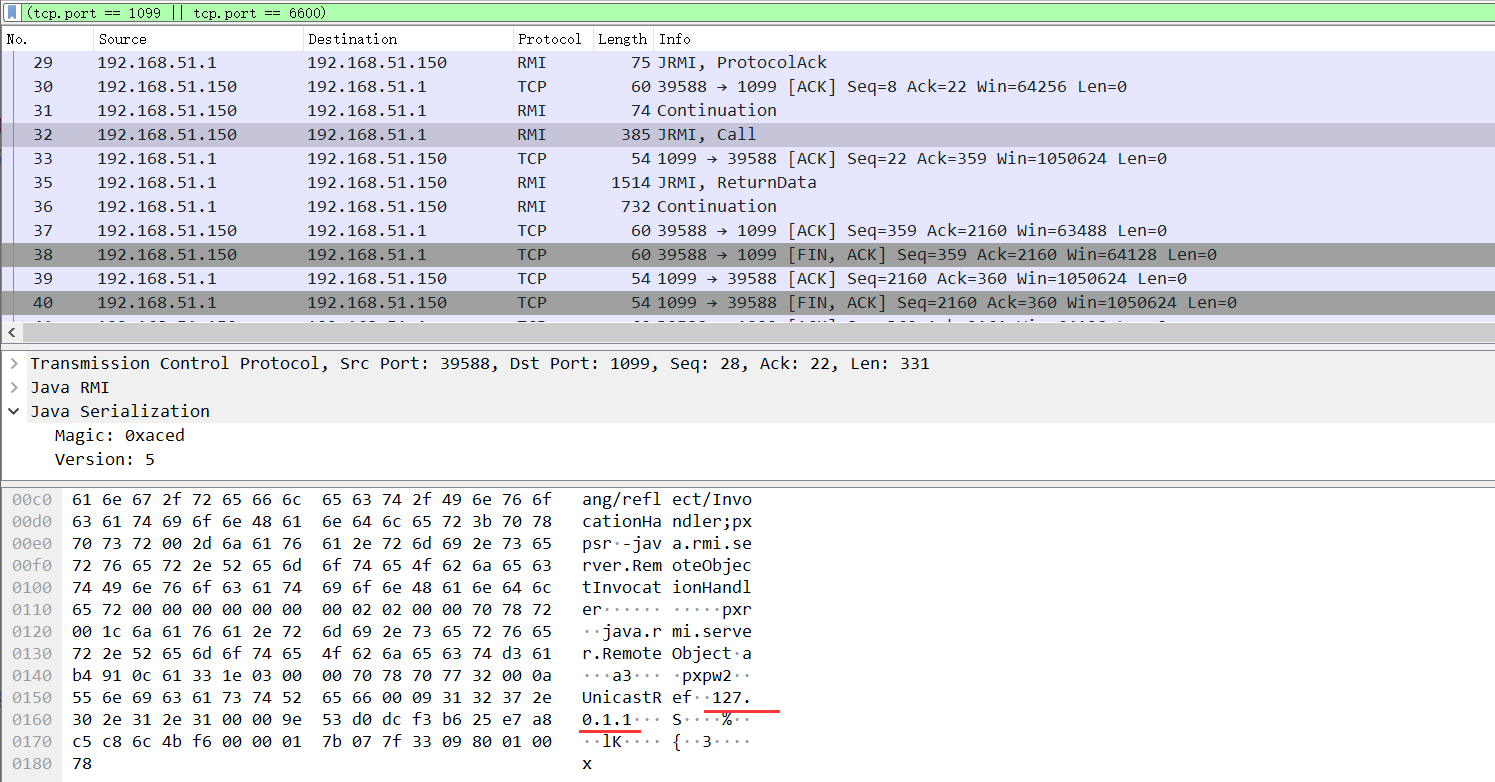 (tcp.port == 1099 || tcp.port == 6600)
No. Source Destination Protocol Length Info
29 192.168.51.1 192.168.51.150 RMI 75 JRMI, ProtocolAck
30 192.168.51.150 192.168.51.1 TCP 60 39588 → 1099 [ACK] Seq=8 Ack=22 Win=64256 Len=0
31 192.168.51.150 192.168.51.1 RMI 74 Continuation
32 192.168.51.150 192.168.51.1 RMI 385 JRMI, Call
33 192.168.51.1 192.168.51.150 TCP 54 1099 → 39588 [ACK] Seq=22 Ack=359 Win=1050624 Len=0
35 192.168.51.1 192.168.51.150 RMI 1514 JRMI, ReturnData
36 192.168.51.1 192.168.51.150 RMI 732 Continuation
37 192.168.51.150 192.168.51.1 TCP 60 39588 → 1099 [ACK] Seq=359 Ack=2160 Win=63488 Len=0
38 192.168.51.150 192.168.51.1 TCP 60 39588 → 1099 [FIN, ACK] Seq=359 Ack=2160 Win=64128 Len=0
39 192.168.51.1 192.168.51.150 TCP 54 1099 → 39588 [ACK] Seq=2160 Ack=360 Win=1050624 Len=0
40 192.168.51.1 192.168.51.150 TCP 54 1099 → 39588 [FIN, ACK] Seq=2160 Ack=360 Win=1050624 Len=0
Transmission Control Protocol, Src Port: 39588, Dst Port: 1099, Seq: 28, Ack: 22, Len: 331
Java RMI
Java Serialization
Magic: 0xaced
Version: 5
00c0 61 6e 67 2f 72 65 66 6c 65 63 74 2f 49 6e 76 6f ang/refl ect/Invo
00d0 63 61 74 69 6f 6e 48 61 6e 64 6c 65 72 3b 70 78 cationHa ndler;px
00e0 70 73 72 00 2d 6a 61 76 61 2e 72 6d 69 2e 73 65 psr·-jav a.rmi.se
00f0 72 76 65 72 2e 52 65 6d 6f 74 65 4f 62 6a 65 63 rver.Rem oteObjec
0100 74 49 6e 76 6f 63 61 74 69 6f 6e 48 61 6e 64 6c tInvocat ionHandl
0110 65 72 00 00 00 00 00 00 00 02 02 00 00 70 78 72 er······ ·····pxr
0120 00 1c 6a 61 76 61 2e 72 6d 69 2e 73 65 72 76 65 ··java.r mi.serve
0130 72 2e 52 65 6d 6f 74 65 4f 62 6a 65 63 74 d3 61 r.Remote Object·a
0140 b4 91 0c 61 33 1e 03 00 00 70 78 70 77 32 00 0a ···a3··· ·pxpw2··
0150 55 6e 69 63 61 73 74 52 65 66 00 09 31 32 37 2e UnicastR ef··127.
0160 30 2e 31 2e 31 00 00 9e 53 d0 dc f3 b6 25 e7 a8 0.1.1··· S····%··
0170 c5 c8 6c 4b f6 00 00 01 7b 07 7f 33 09 80 01 00 ··lK···· {··3····
0180 78 x